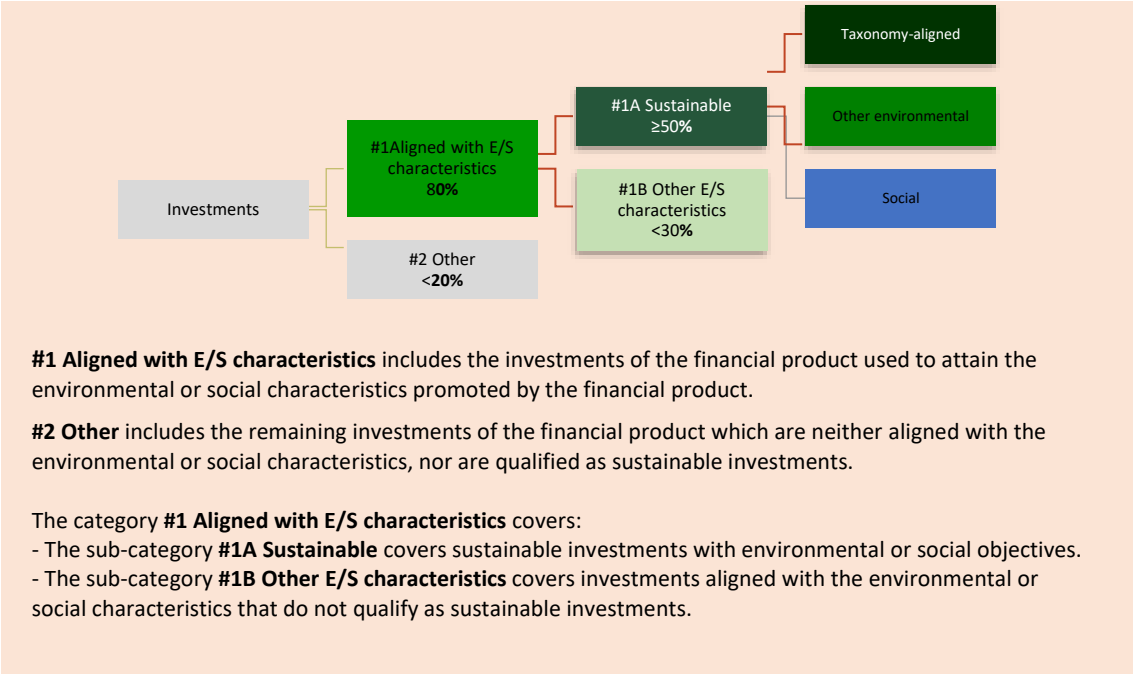 Taxonomy-aligned
#1A Sustainable
≥50%
Other environmental
#1Aligned with E/S
characteristics
80%
#1B Other E/S
characteristics
<30%
Social
Investments
#2 Other
<20%
#1 Aligned with E/S characteristics includes the investments of the financial product used to attain the
environmental or social characteristics promoted by the financial product.
#2 Other includes the remaining investments of the financial product which are neither aligned with the
environmental or social characteristics, nor are qualified as sustainable investments.
The category #1 Aligned with E/S characteristics covers:
- The sub-category #1A Sustainable covers sustainable investments with environmental or social objectives.
- The sub-category #1B Other E/S characteristics covers investments aligned with the environmental or
social characteristics that do not qualify as sustainable investments.